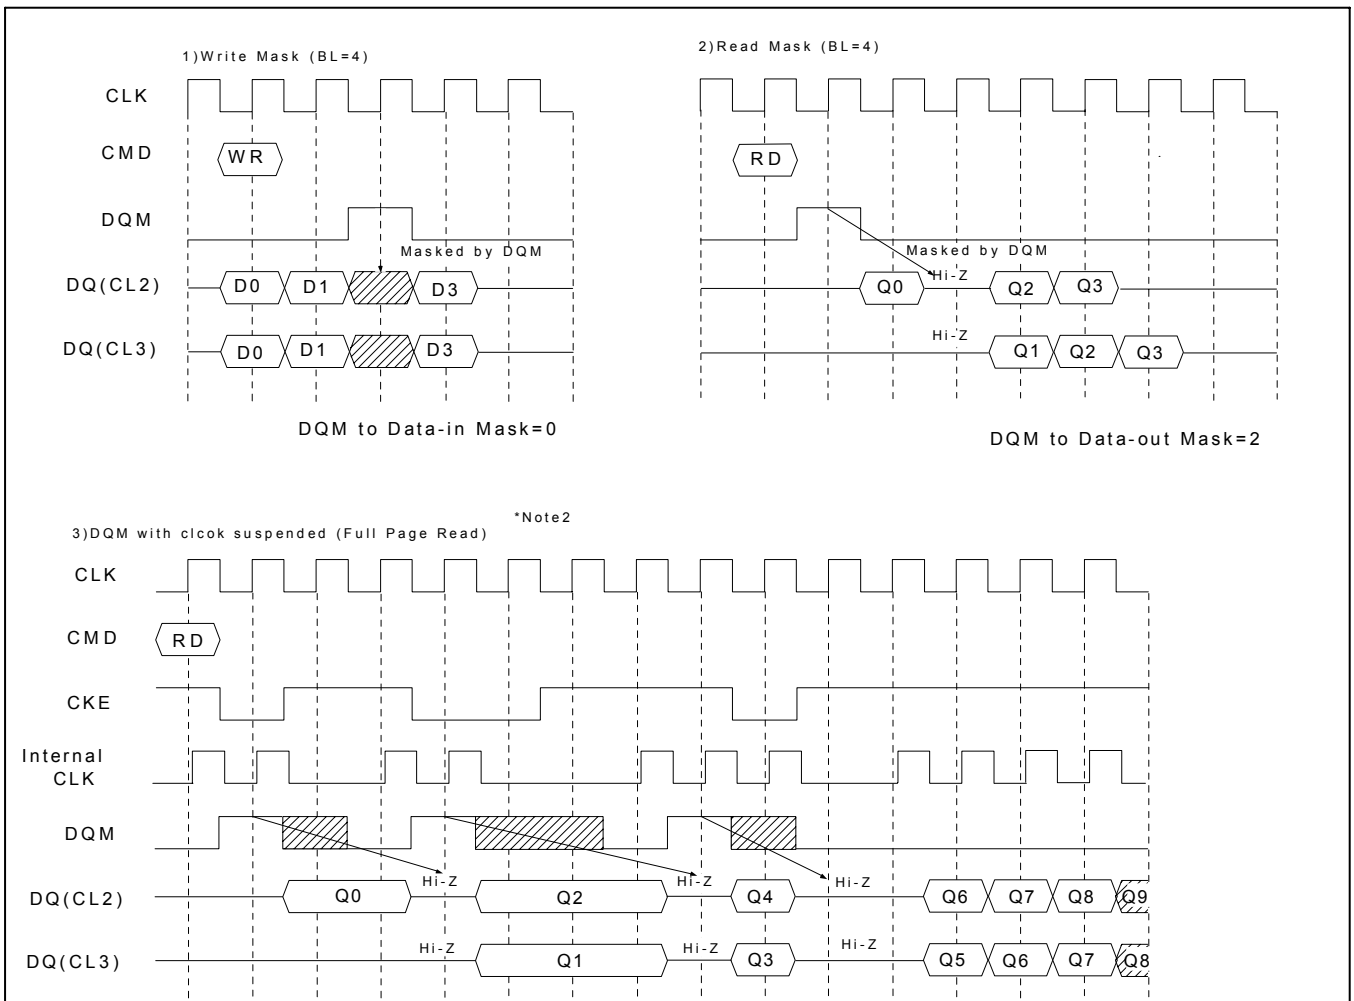 1)Write Mask (BL=4)
CLK
CMD
WR
DQM
Masked by DQM
DQ(CL2)
D0 D1 D3
DQ(CL3)
D0 D1 D3
DQM to Data-in Mask=0
2)Read Mask (BL=4)
RD
Masked by DQM
Hi-Z
Q0 Q2 Q3
Hi-Z
Q1 Q2 Q3
DQM to Data-out Mask=2
*Note2
3)DQM with clcok suspended (Full Page Read)
CLK
CMD
RD
CKE
Internal
CLK
DQM
Hi-Z Hi-Z Hi-Z
DQ(CL2)
Q0 Q2 Q4 Q6 Q7 Q8 Q9
Hi-Z Hi-Z Hi-Z
DQ(CL3)
Q1 Q3 Q5 Q6 Q7 Q8